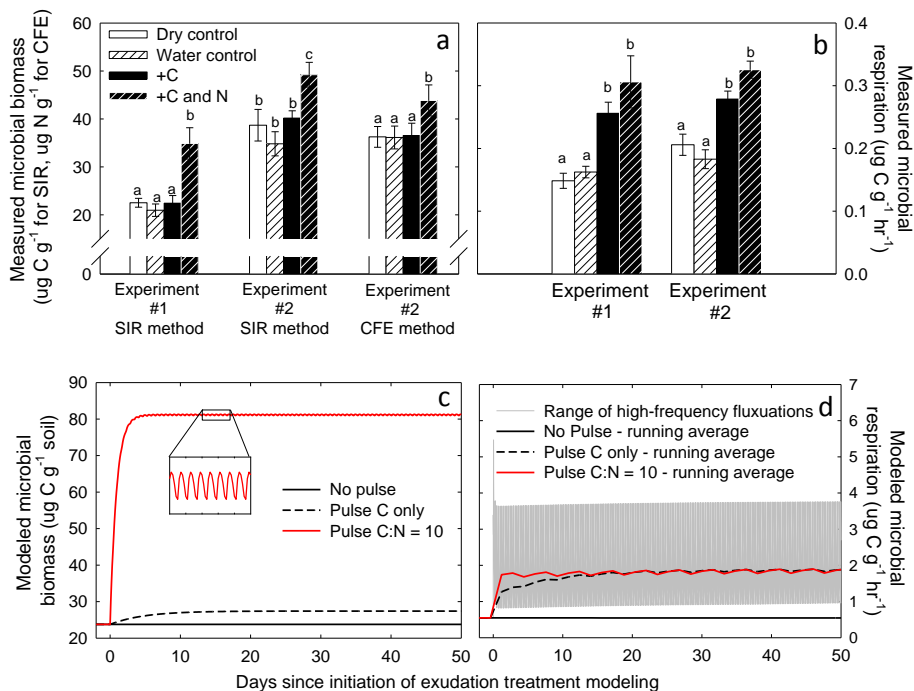 Measured microbial biomass
(ug C g-1 for SIR, ug N g-1 for CFE)
60
50
40
30
20
0
Dry control
Water control
+C
+C and N
a
a
a
a
b
b
b
b
c
a
a
a
b
Experiment
#1
SIR method
Experiment
#2
SIR method
Experiment
#2
CFE method
b
a
a
b
b
a
a
b
b
Experiment
#1
Experiment
#2
0.4
0.3
0.2
0.1
0.0
Measured microbial
respiration (ug C g-1 hr-1)
Modeled microbial
biomass (ug C g-1 soil)
90
80
70
60
50
40
30
20
c
No pulse
Pulse C only
Pulse C:N = 10
0
10
20
30
40
50
d
Range of high-frequency fluxuations
No Pulse - running average
Pulse C only - running average
Pulse C:N = 10 - running average
0
10
20
30
40
50
7
6
5
4
3
2
1
0
Modeled microbial
respiration (ug C g-1 hr-1)
Days since initiation of exudation treatment modeling